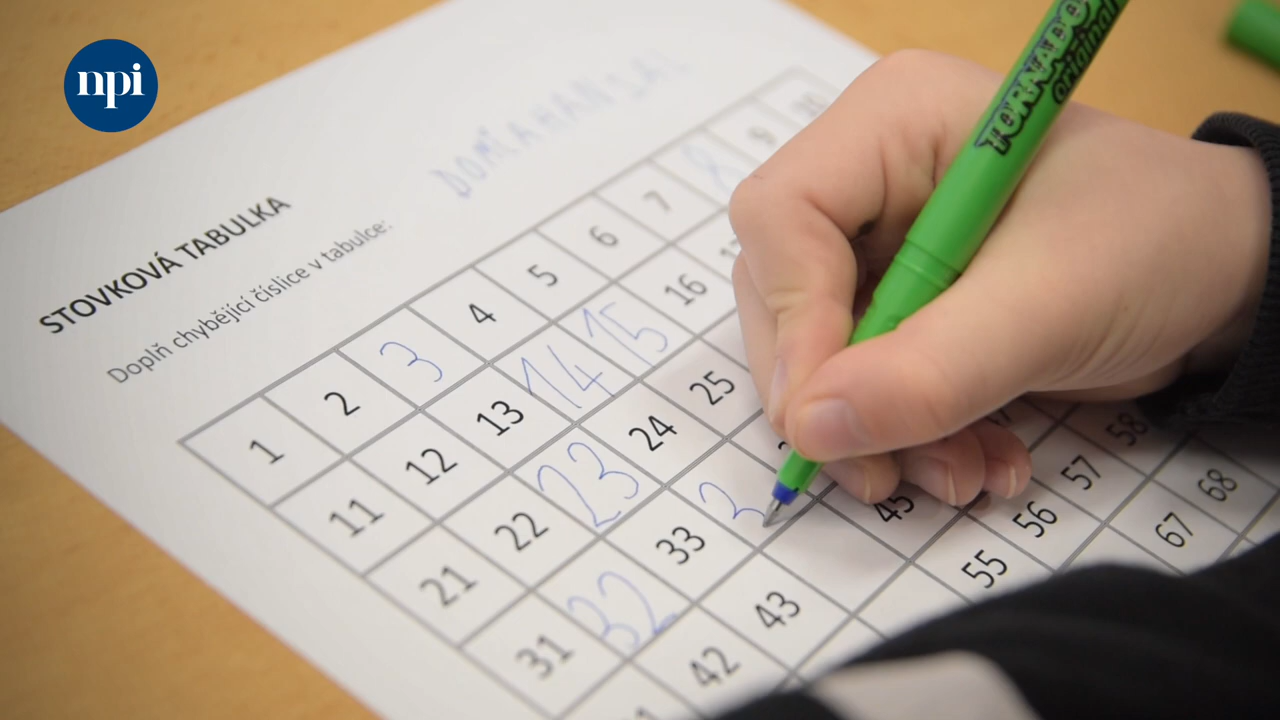 npi
TORNADO
original
STOVKOVÁ TABULKA
Doplň chybějící číslice v tabulce:
1 2 3 4 5 6 7 8 9
11 12 13 14 15 16
21 22 23 24 25
31 32 33 3
42 43 45
55 56 57 58
67 68